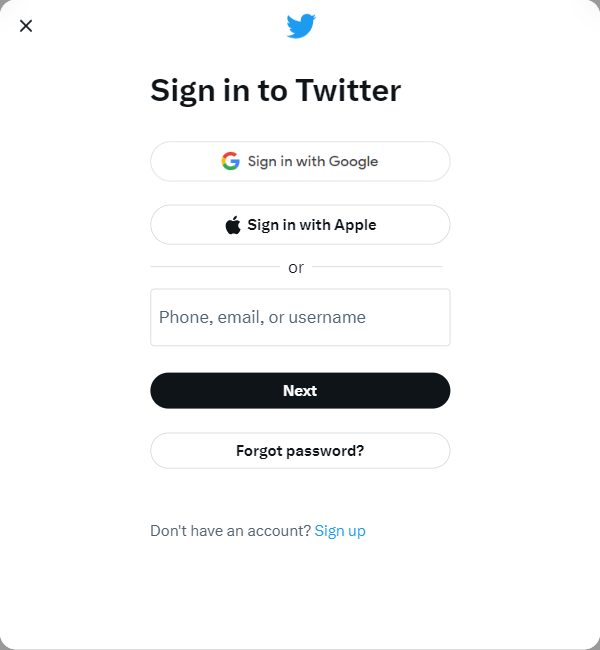 Sign in to Twitter
Sign in with Google
Sign in with Apple
or
Phone, email, or username
Next
Forgot password?
Don't have an account? Sign up